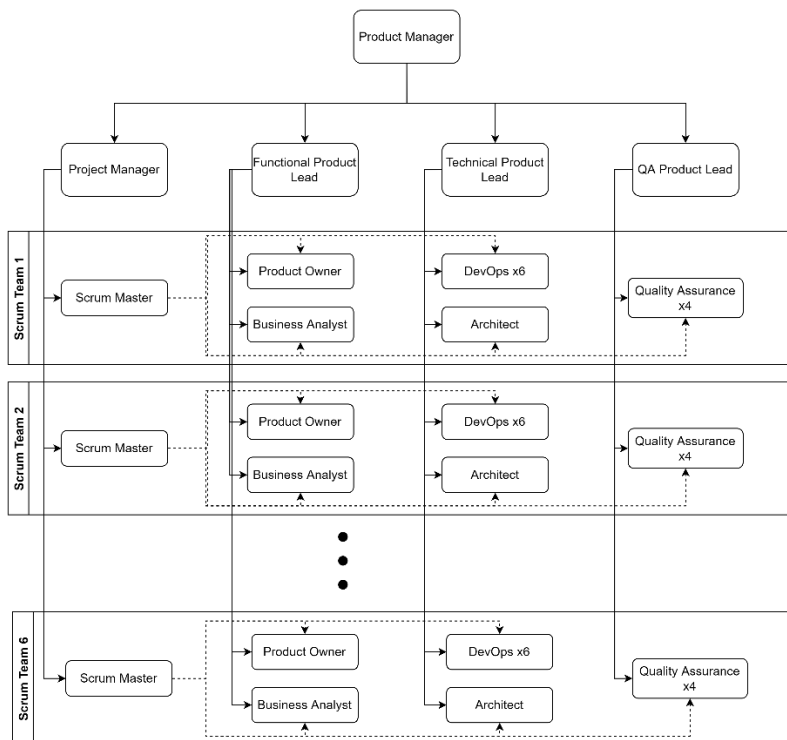 Product Manager
Project Manager
Functional Product
Lead
Technical Product
Lead
QA Product Lead
Scrum Team 1
Scrum Master
Product Owner
Business Analyst
DevOps x6
Architect
Quality Assurance
x4
Scrum Team 2
Scrum Master
Product Owner
Business Analyst
DevOps x6
Architect
Quality Assurance
x4
Scrum Team 6
Scrum Master
Product Owner
Business Analyst
DevOps x6
Architect
Quality Assurance
x4